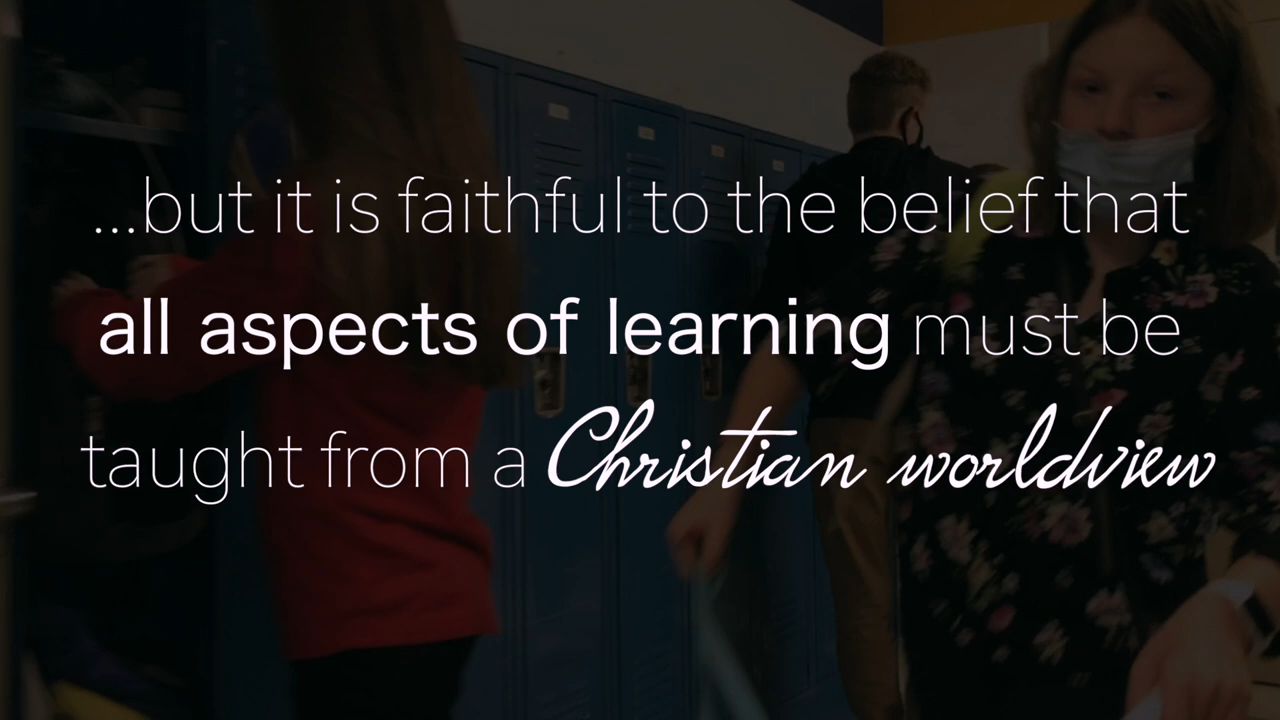 ...but it is faithful to the belief that
all aspects of learning must be
taught from a Christian worldview